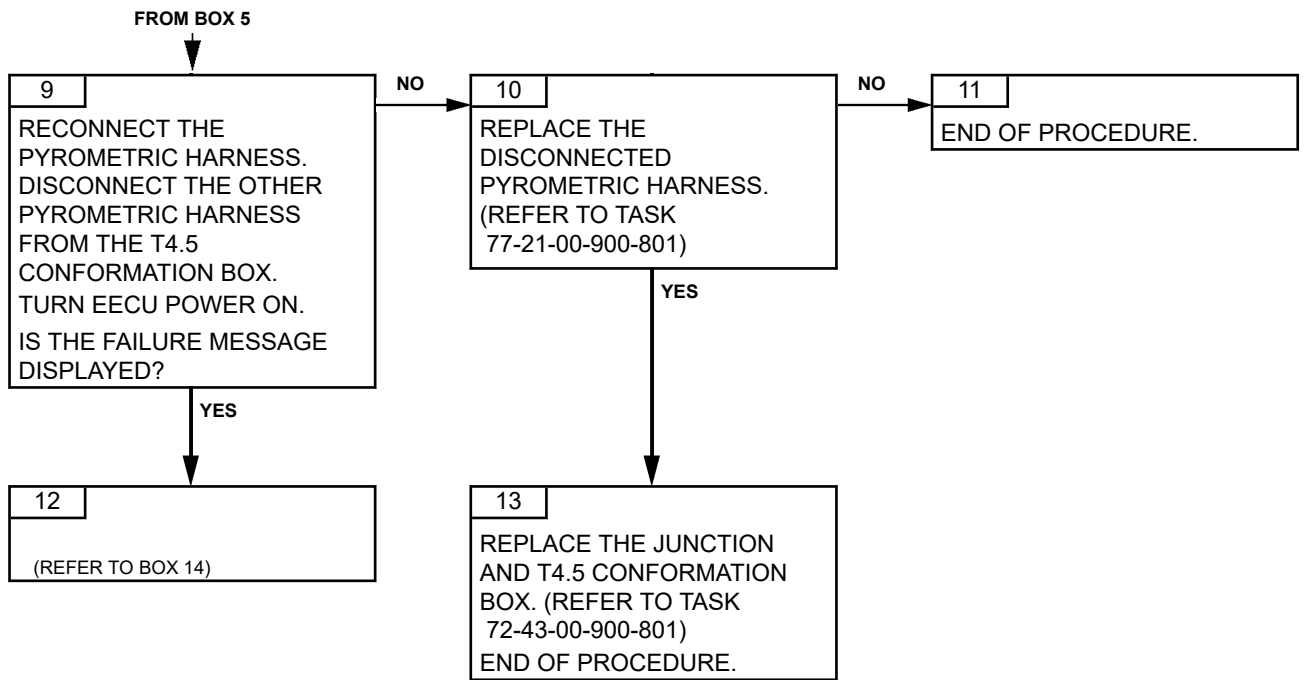 FROM BOX 5
9
RECONNECT THE
PYROMETRIC HARNESS.
DISCONNECT THE OTHER
PYROMETRIC HARNESS
FROM THE T4.5
CONFORMATION BOX.
TURN EECU POWER ON.
IS THE FAILURE MESSAGE
DISPLAYED?
NO
10
REPLACE THE
DISCONNECTED
PYROMETRIC HARNESS.
(REFER TO TASK
77-21-00-900-801)
NO
11
END OF PROCEDURE.
YES
YES
12
(REFER TO BOX 14)
13
REPLACE THE JUNCTION
AND T4.5 CONFORMATION
BOX. (REFER TO TASK
72-43-00-900-801)
END OF PROCEDURE.